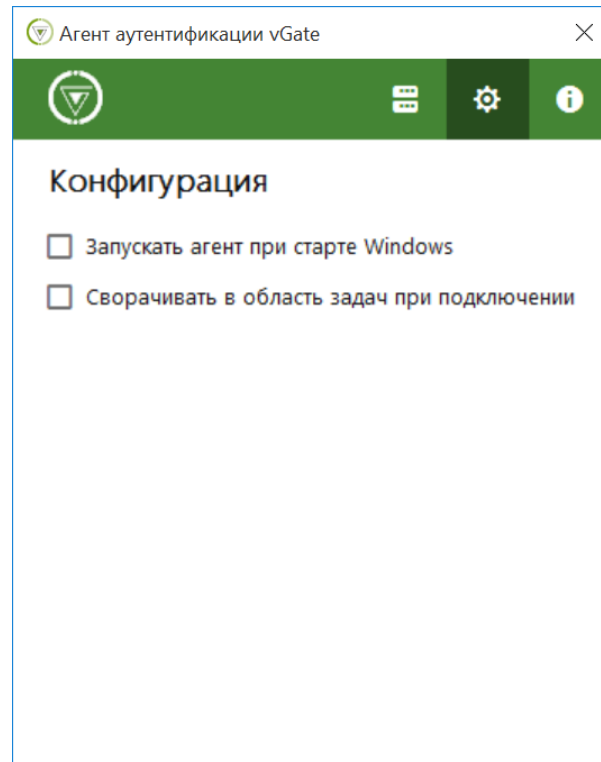 Агент аутентификации vGate
Конфигурация
Запускать агент при старте Windows
Сворачивать в область задач при подключении